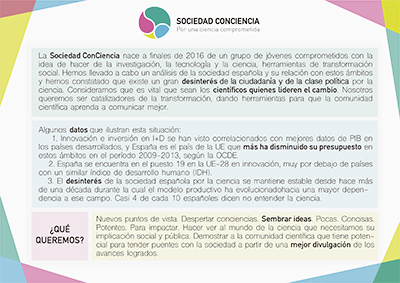 SOCIEDAD CONCIENCIA
Por una ciencia comprometida
La Sociedad ConCiencia nace a finales de 2016 de un grupo de jóvenes comprometidos con la
idea de hacer de la investigación, la tecnología y la ciencia, herramientas de transformación
social. Hemos llevado a cabo un análisis de la sociedad española y su relación con estos ámbitos y
hemos constatado que existe un gran desinterés de la ciudadanía y de la clase política por la
ciencia. Consideramos que es vital que sean los científicos quienes lideren el cambio. Nosotros
queremos ser catalizadores de la transformación, dando herramientas para que la comunidad
científica aprenda a comunicar mejor.
Algunos datos que ilustran esta situación:
1. Innovación e inversión en I+D se han visto correlacionados con mejores datos de PIB en
los países desarrollados, y España es el país de la UE que más ha disminuido su presupuesto en
estos ámbitos en el período 2009-2013, según la OCDE.
2. España se encuentra en el puesto 19 en la UE-28 en innovación, muy por debajo de países
con un similar índice de desarrollo humano (IDH).
3. El desinterés de la sociedad española por la ciencia se mantiene estable desde hace más
de una década durante la cual el modelo productivo ha evolucionadohacia una mayor depen-
dencia a ese campo. Casi 4 de cada 10 españoles dicen no entender la ciencia.
¿QUÉ
QUEREMOS?
Nuevos puntos de vista. Despertar conciencias. Sembrar ideas. Pocas. Concisas.
Potentes. Para impactar. Hacer ver al mundo de la ciencia que necesitamos su
implicación social y pública. Demostrar a la comunidad científica que tiene poten-
cial para tender puentes con la sociedad a partir de una mejor divulgación de los
avances logrados.